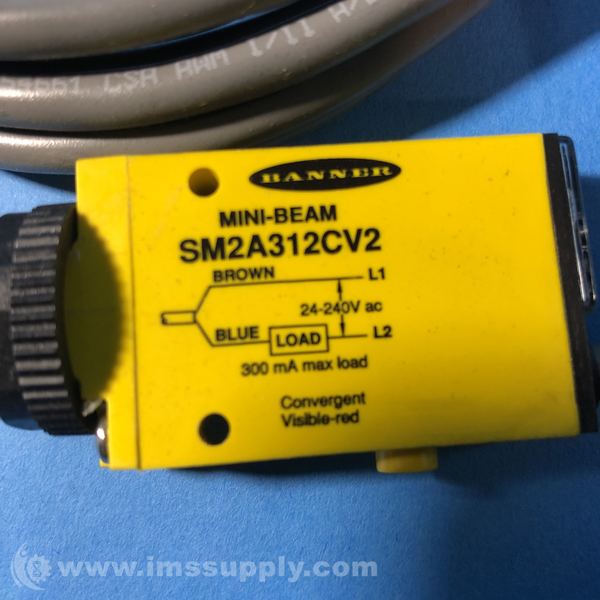 CSA AWM I/II A/
BANNER
MINI-BEAM
SM2A312CV2
BROWN L1
24-240V ac
BLUE LOAD L2
300 mA max load
Convergent
Visible-red
www.imssupply.com